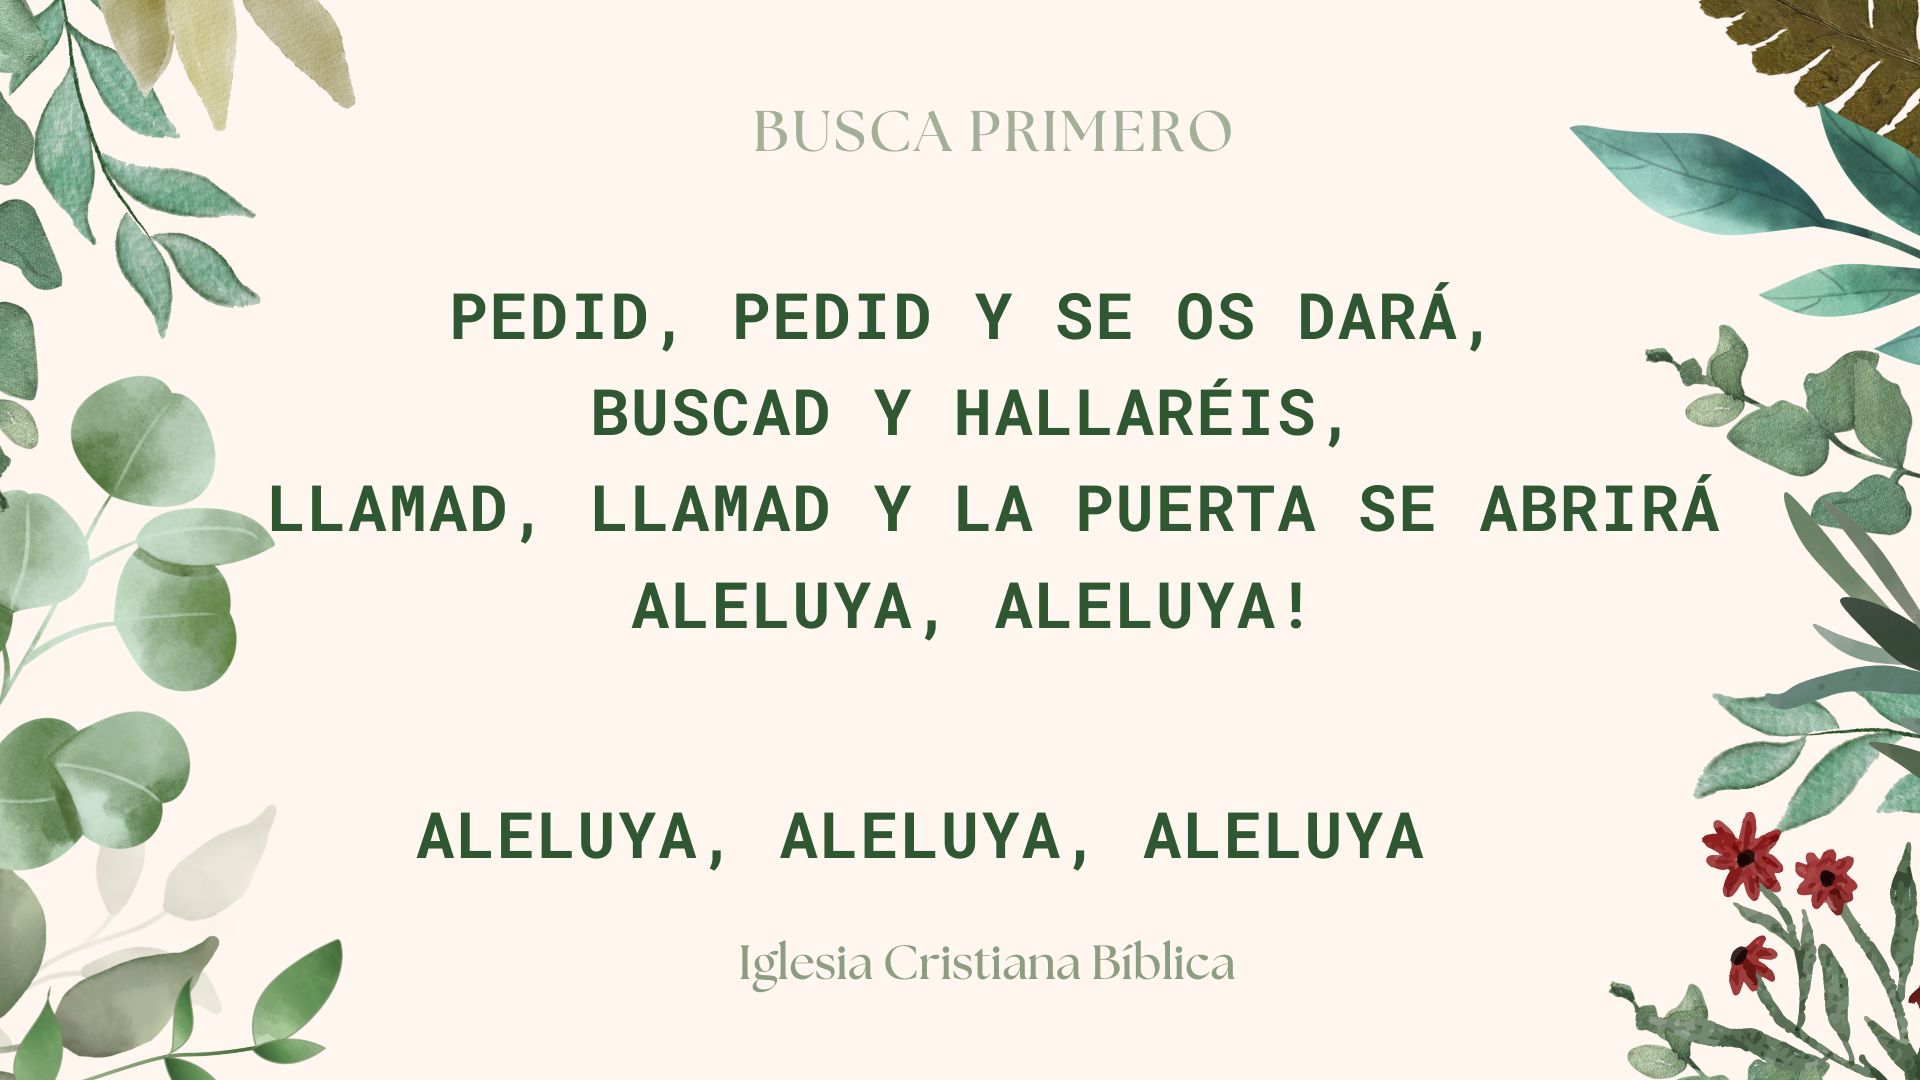 BUSCA PRIMERO
PEDID, PEDID Y SE OS DARÁ,
BUSCAD Y HALLARÉIS,
LLAMAD, LLAMAD Y LA PUERTA SE ABRIRÁ
ALELUYA, ALELUYA!
ALELUYA, ALELUYA, ALELUYA
Iglesia Cristiana Bíblica